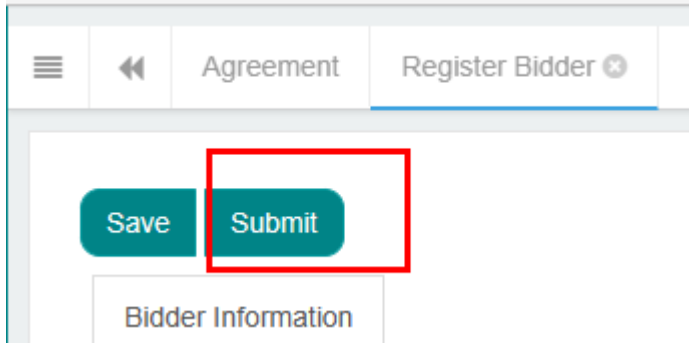 Agreement Register Bidder
Save Submit
Bidder Information